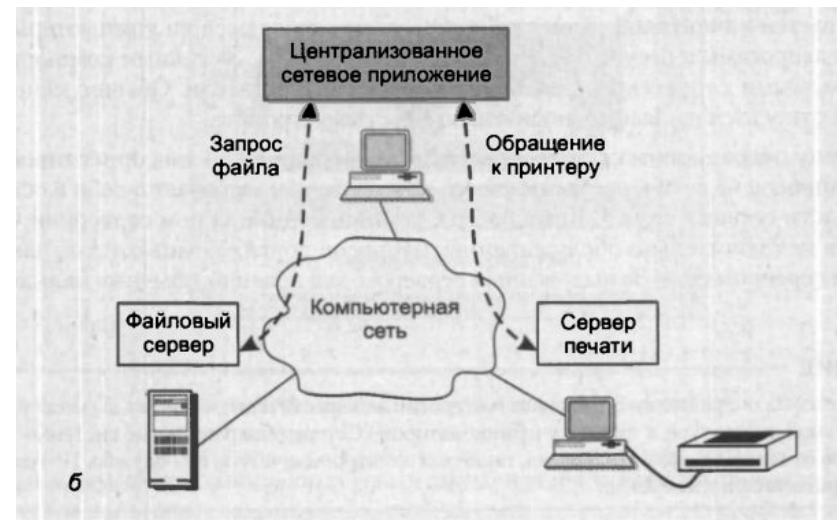 Централизованное
сетевое приложение
Запрос
файла
Обращение
к принтеру
Компьютерная
сеть
Файловый
сервер
Сервер
печати
б